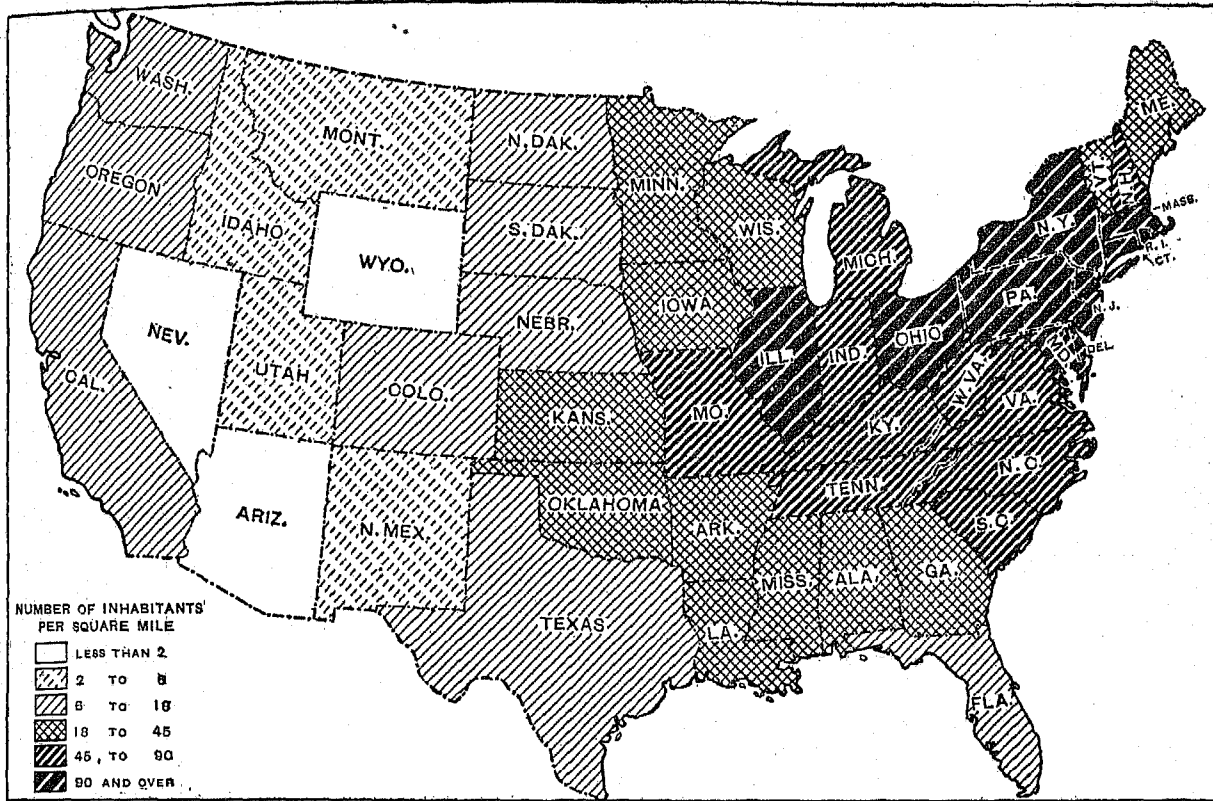 WASH.
MONT.
N. DAK.
MINN.
ME.
OREGON
IDAHO
S. DAK.
WIS.
VT.
N.H.
MASS.
N.Y.
R.I.
CT.
WYO.
MICH.
NEBR.
IOWA
PA.
N.J.
NEV.
UTAH
COLO.
ILL.
IND.
OHIO
MD.
DEL
CAL.
KANS.
MO.
KY.
W. VA.
VA.
ARIZ.
N. MEX.
OKLAHOMA
ARK.
TENN.
N. C.
S. C.
TEXAS
LA.
MISS.
ALA.
GA.
FLA.
NUMBER OF INHABITANTS
PER SQUARE MILE
LESS THAN 2
2 TO 6
6 TO 18
18 TO 45
45 TO 90
90 AND OVER